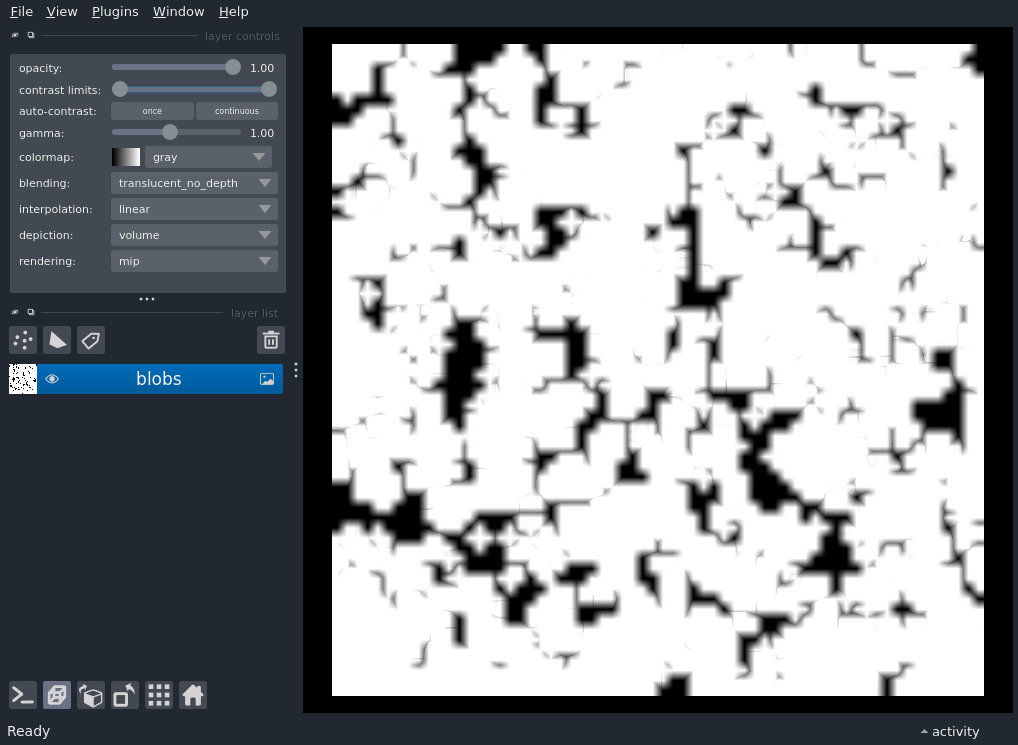 File View Plugins Window Help
layer controls
opacity: 1.00
contrast limits:
auto-contrast: once continuous
gamma: 1.00
colormap: gray
blending: translucent_no_depth
interpolation: linear
depiction: volume
rendering: mip
layer list
blobs
Ready activity